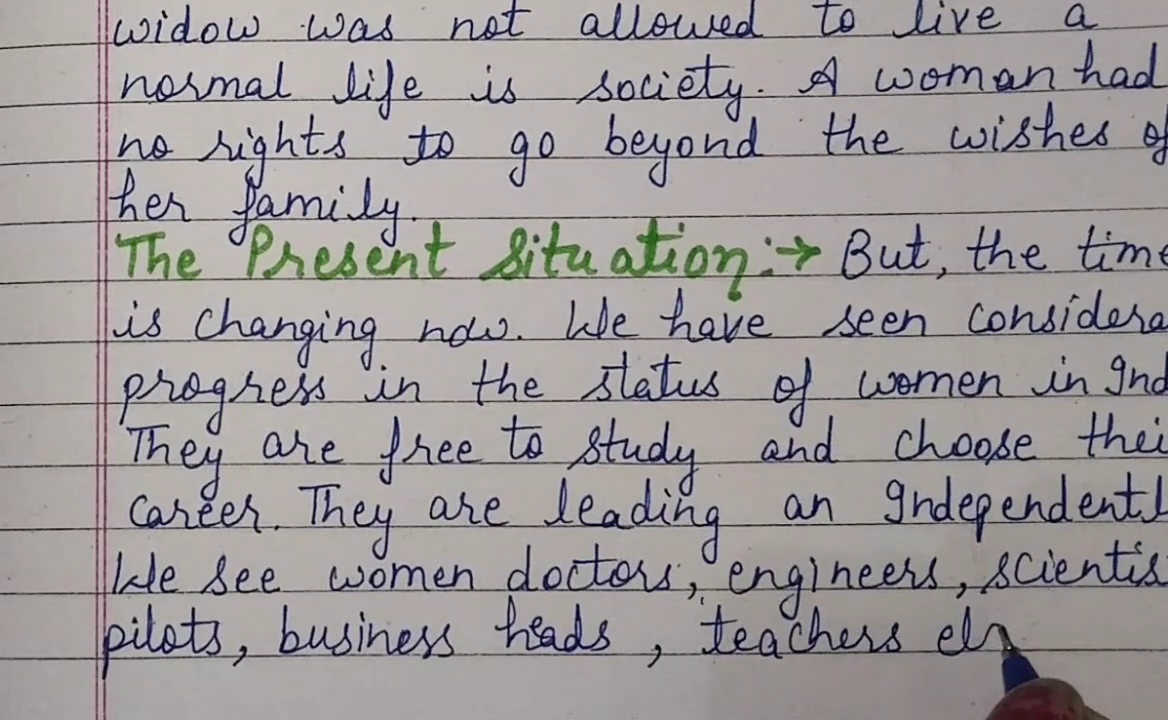 widow was not allowed to live a
normal life is society. A woman had
no rights to go beyond the wishes of
her family.
The Present Situation:→ But, the time
is changing now. We have seen considera
progress in the status of women in Ind
They are free to study and choose thei
career. They are leading an Independent
We see women doctors, engineers, scientis
pilots, business heads, teachers